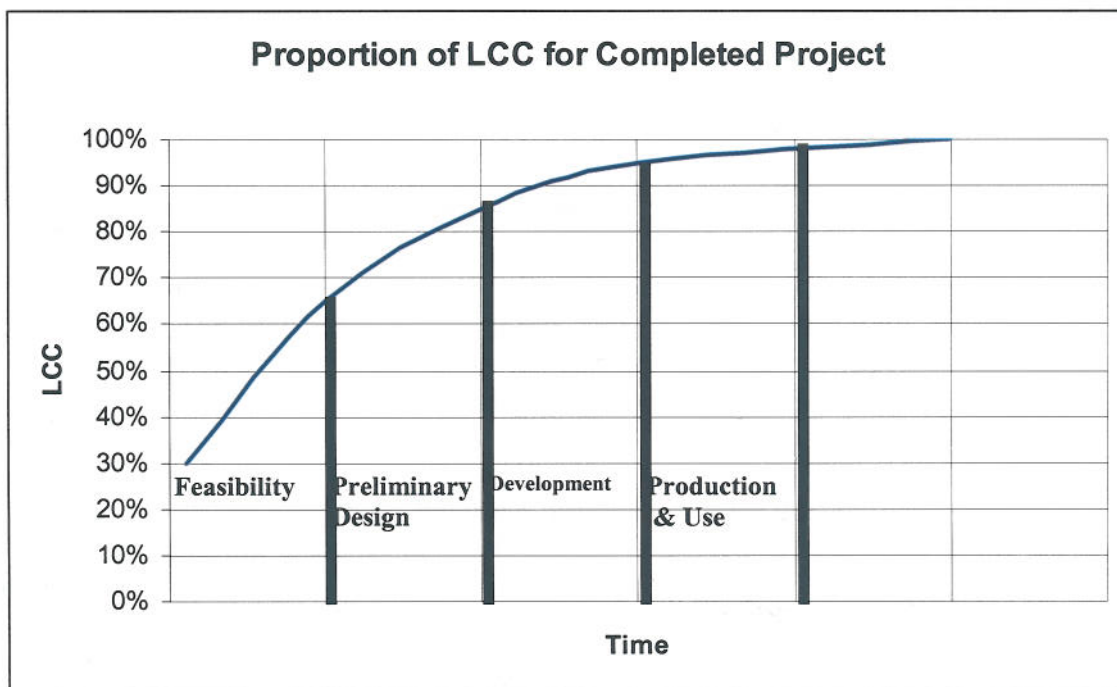 Proportion of LCC for Completed Project
100%
90%
80%
70%
60%
50%
40%
30%
20%
10%
0%
LCC
Feasibility
Preliminary
Design
Development
Production
& Use
Time